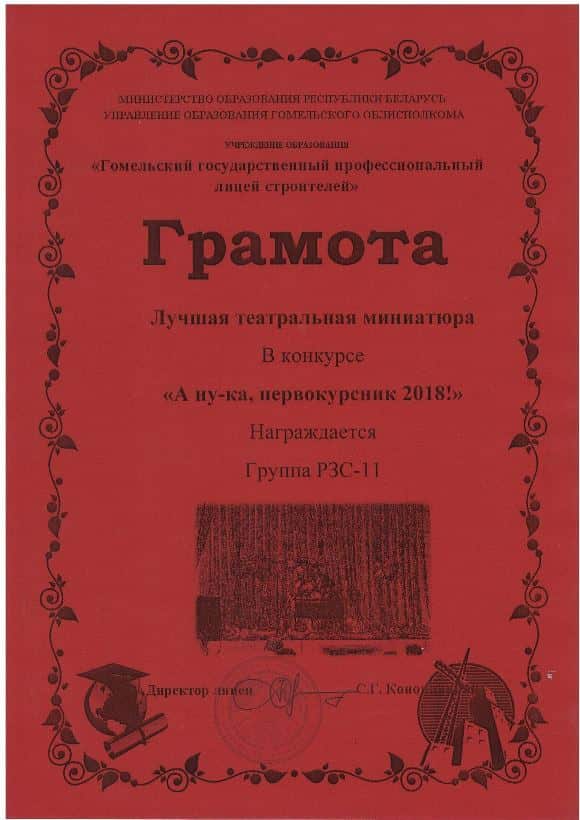 МИНИСТЕРСТВО ОБРАЗОВАНИЯ РЕСПУБЛИКИ БЕЛАРУСЬ
УПРАВЛЕНИЕ ОБРАЗОВАНИЯ ГОМЕЛЬСКОГО ОБЛИСПОЛКОМА
УЧРЕЖДЕНИЕ ОБРАЗОВАНИЯ
«Гомельский государственный профессиональный
лицей строителей»
Грамота
Лучшая театральная миниатюра
В конкурсе
«А ну-ка, первокурсник 2018!»
Награждается
Группа РЗС-11
Директор лицея С.Г.